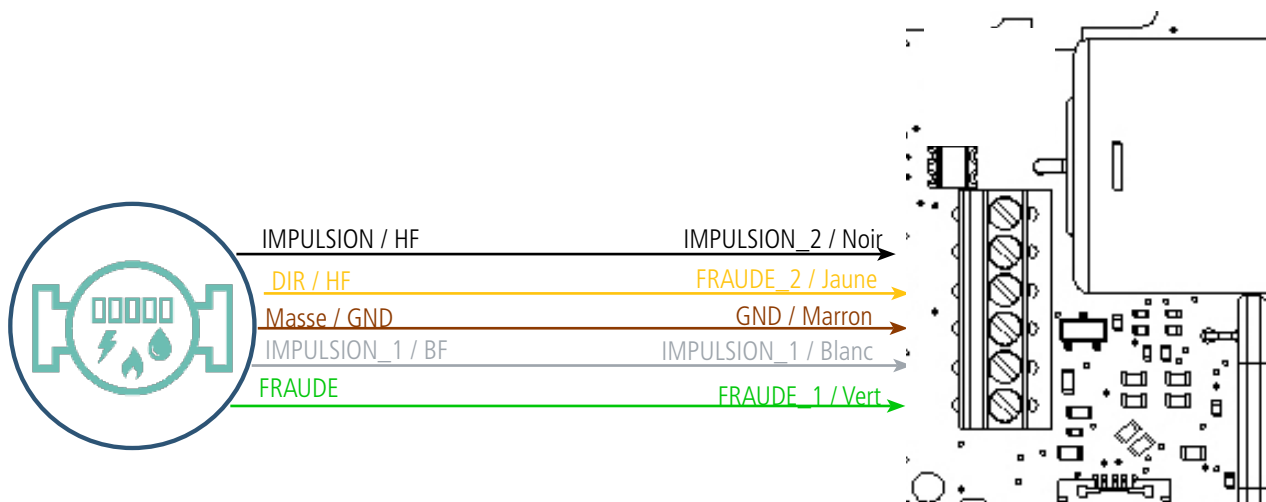 IMPULSION / HF IMPULSION_2 / Noir
DIR / HF FRAUDE_2 / Jaune
Masse / GND GND / Marron
IMPULSION_1 / BF IMPULSION_1 / Blanc
FRAUDE FRAUDE_1 / Vert